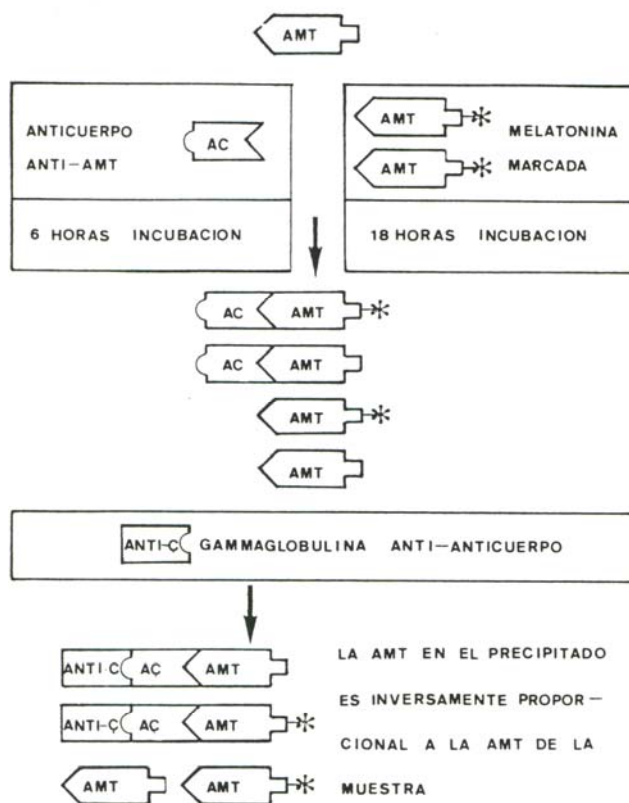 AMT
ANTICUERPO
ANTI-AMT
AC
6 HORAS INCUBACION
AMT
AMT
MELATONINA
MARCADA
18 HORAS INCUBACION
AC AMT
AC AMT
AMT
AMT
ANTI-C GAMMAGLOBULINA ANTI-ANTICUERPO
ANTI-C AC AMT
ANTI-C AC AMT
AMT AMT
LA AMT EN EL PRECIPITADO
ES INVERSAMENTE PROPOR-
CIONAL A LA AMT DE LA
MUESTRA